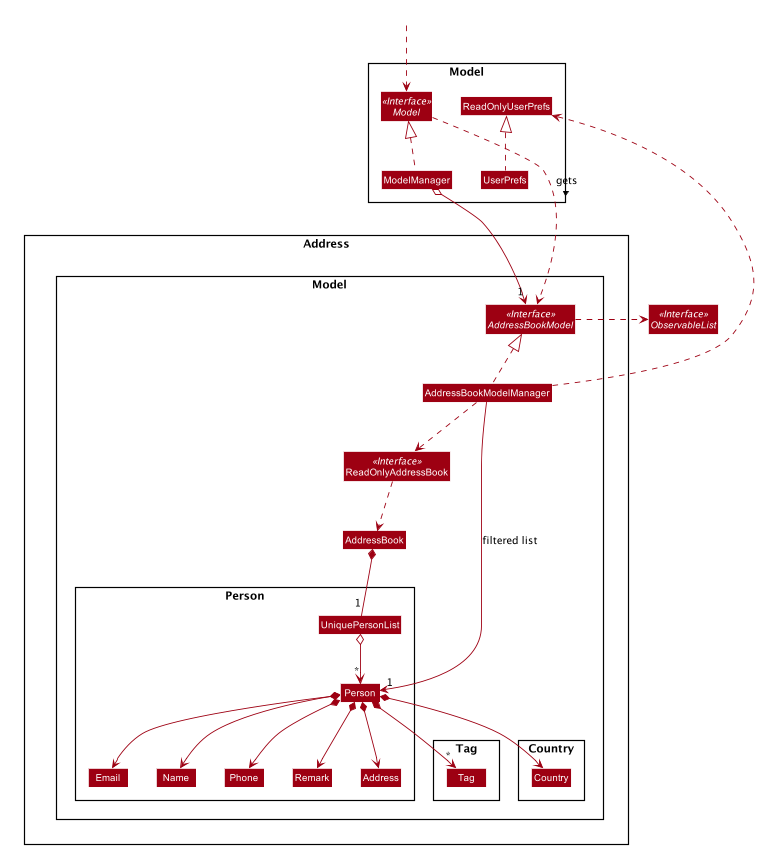 Model
«Interface»
Model
ReadOnlyUserPrefs
ModelManager
UserPrefs
gets
Address
Model
1
«Interface»
AddressBookModel
«Interface»
ObservableList
AddressBookModelManager
«Interface»
ReadOnlyAddressBook
AddressBook
filtered list
Person
1
UniquePersonList
*
1
Person
Tag
Country
*
Email
Name
Phone
Remark
Address
Tag
Country